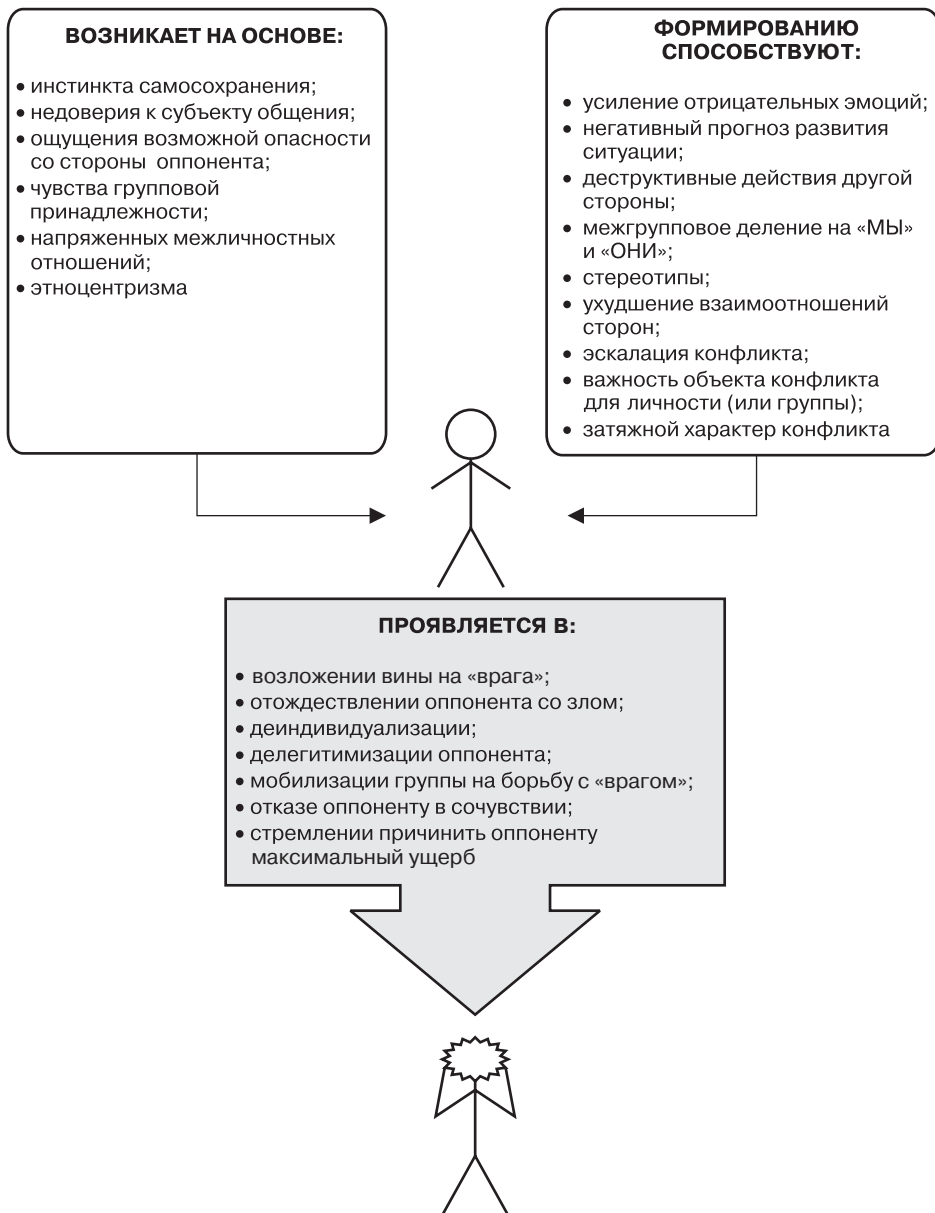 ВОЗНИКАЕТ НА ОСНОВЕ:
• инстинкта самосохранения;
• недоверия к субъекту общения;
• ощущения возможной опасности
со стороны оппонента;
• чувства групповой
принадлежности;
• напряженных межличностных
отношений;
• этноцентризма
ФОРМИРОВАНИЮ
СПОСОБСТВУЮТ:
• усиление отрицательных эмоций;
• негативный прогноз развития
ситуации;
• деструктивные действия другой
стороны;
• межгрупповое деление на «МЫ»
и «ОНИ»;
• стереотипы;
• ухудшение взаимоотношений
сторон;
• эскалация конфликта;
• важность объекта конфликта
для личности (или группы);
• затяжной характер конфликта
ПРОЯВЛЯЕТСЯ В:
• возложении вины на «врага»;
• отождествлении оппонента со злом;
• деиндивидуализации;
• делегитимизации оппонента;
• мобилизации группы на борьбу с «врагом»;
• отказе оппоненту в сочувствии;
• стремлении причинить оппоненту
максимальный ущерб